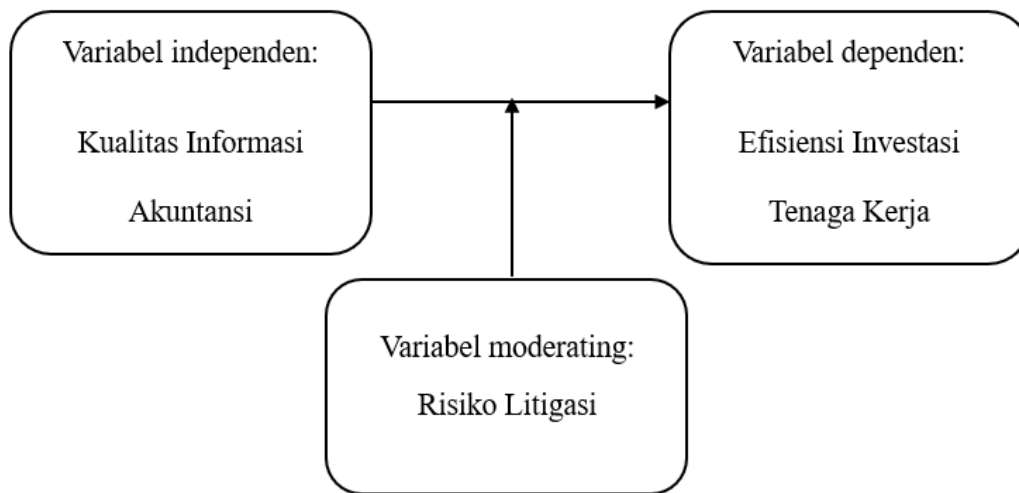 Variabel independen:
Kualitas Informasi
Akuntansi
Variabel dependen:
Efisiensi Investasi
Tenaga Kerja
Variabel moderating:
Risiko Litigasi